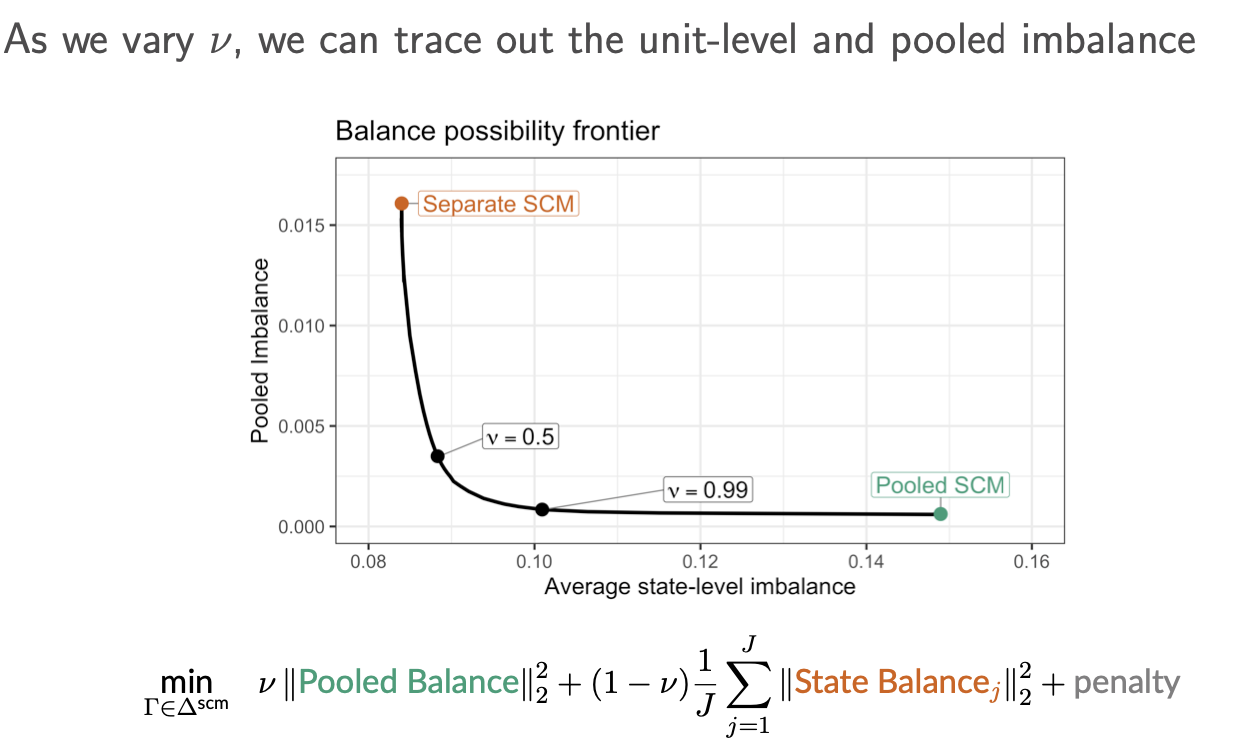 As we vary ν, we can trace out the unit-level and pooled imbalance
Balance possibility frontier
Separate SCM
0.015
0.010
0.005
0.000
Pooled Imbalance
ν = 0.5
ν = 0.99
Pooled SCM
0.08 0.10 0.12 0.14 0.16
Average state-level imbalance
min_{Γ∈Δ^scm} ν ‖Pooled Balance‖₂² + (1 − ν) 1/J ∑_{j=1}^{J} ‖State Balance_j‖₂² + penalty